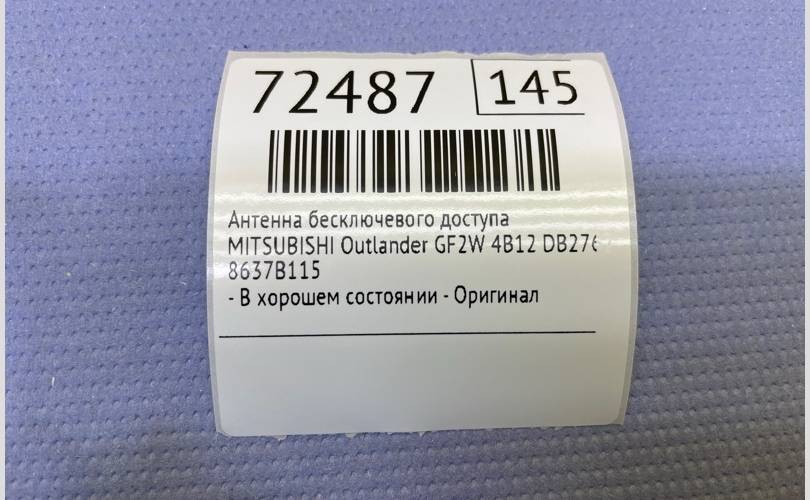 72487 145
Антенна бесключевого доступа
MITSUBISHI Outlander GF2W 4B12 DB276
8637B115
- В хорошем состоянии - Оригинал